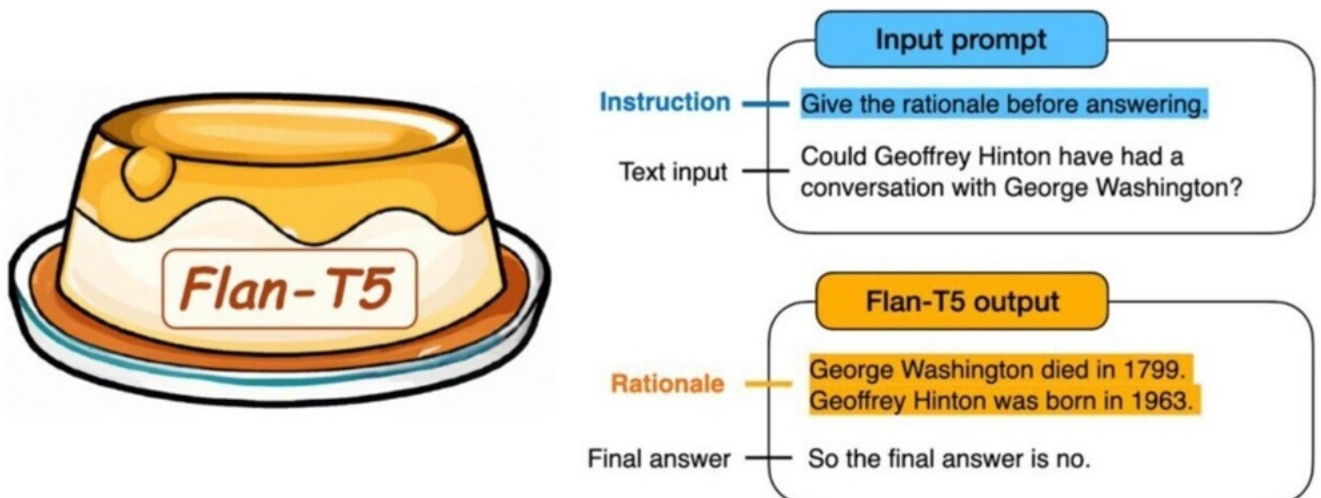 Flan-T5
Input prompt
Instruction
Give the rationale before answering.
Text input
Could Geoffrey Hinton have had a
conversation with George Washington?
Flan-T5 output
Rationale
George Washington died in 1799.
Geoffrey Hinton was born in 1963.
Final answer
So the final answer is no.